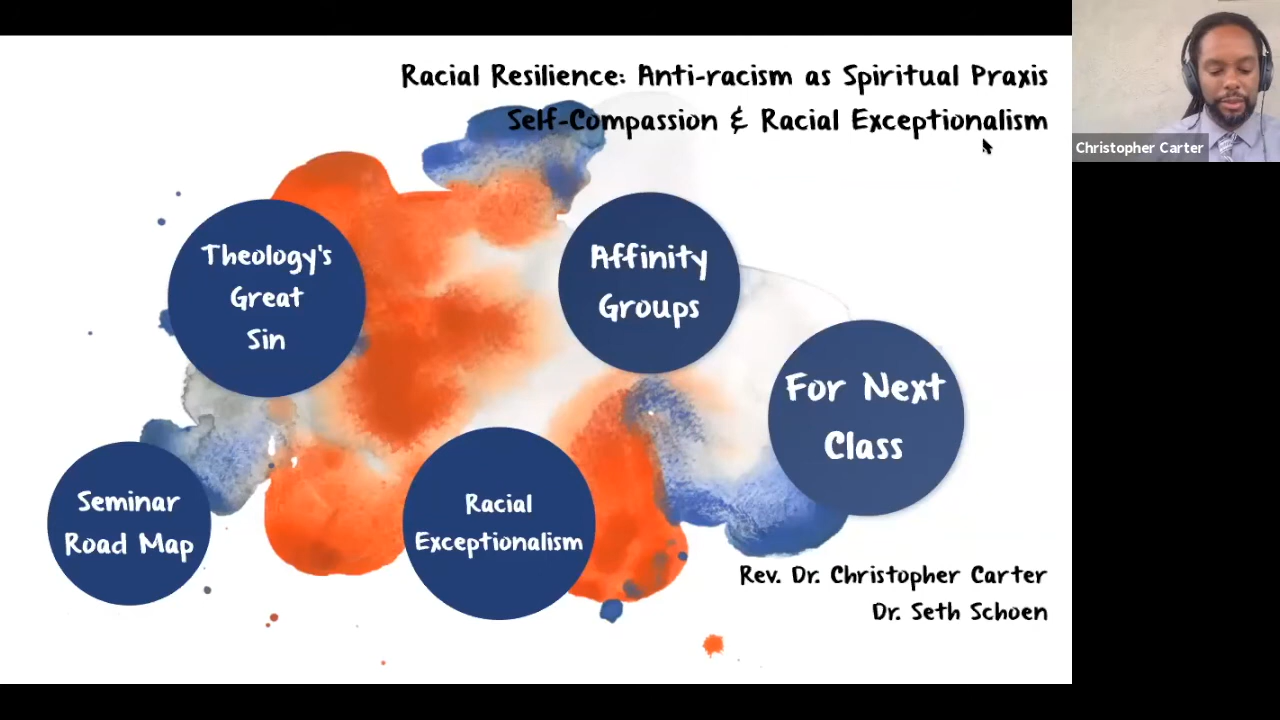 Racial Resilience: Anti-racism as Spiritual Praxis
Self-Compassion & Racial Exceptionalism
Christopher Carter
Theology's
Great
Sin
Affinity
Groups
For Next
Class
Seminar
Road Map
Racial
Exceptionalism
Rev. Dr. Christopher Carter
Dr. Seth Schoen